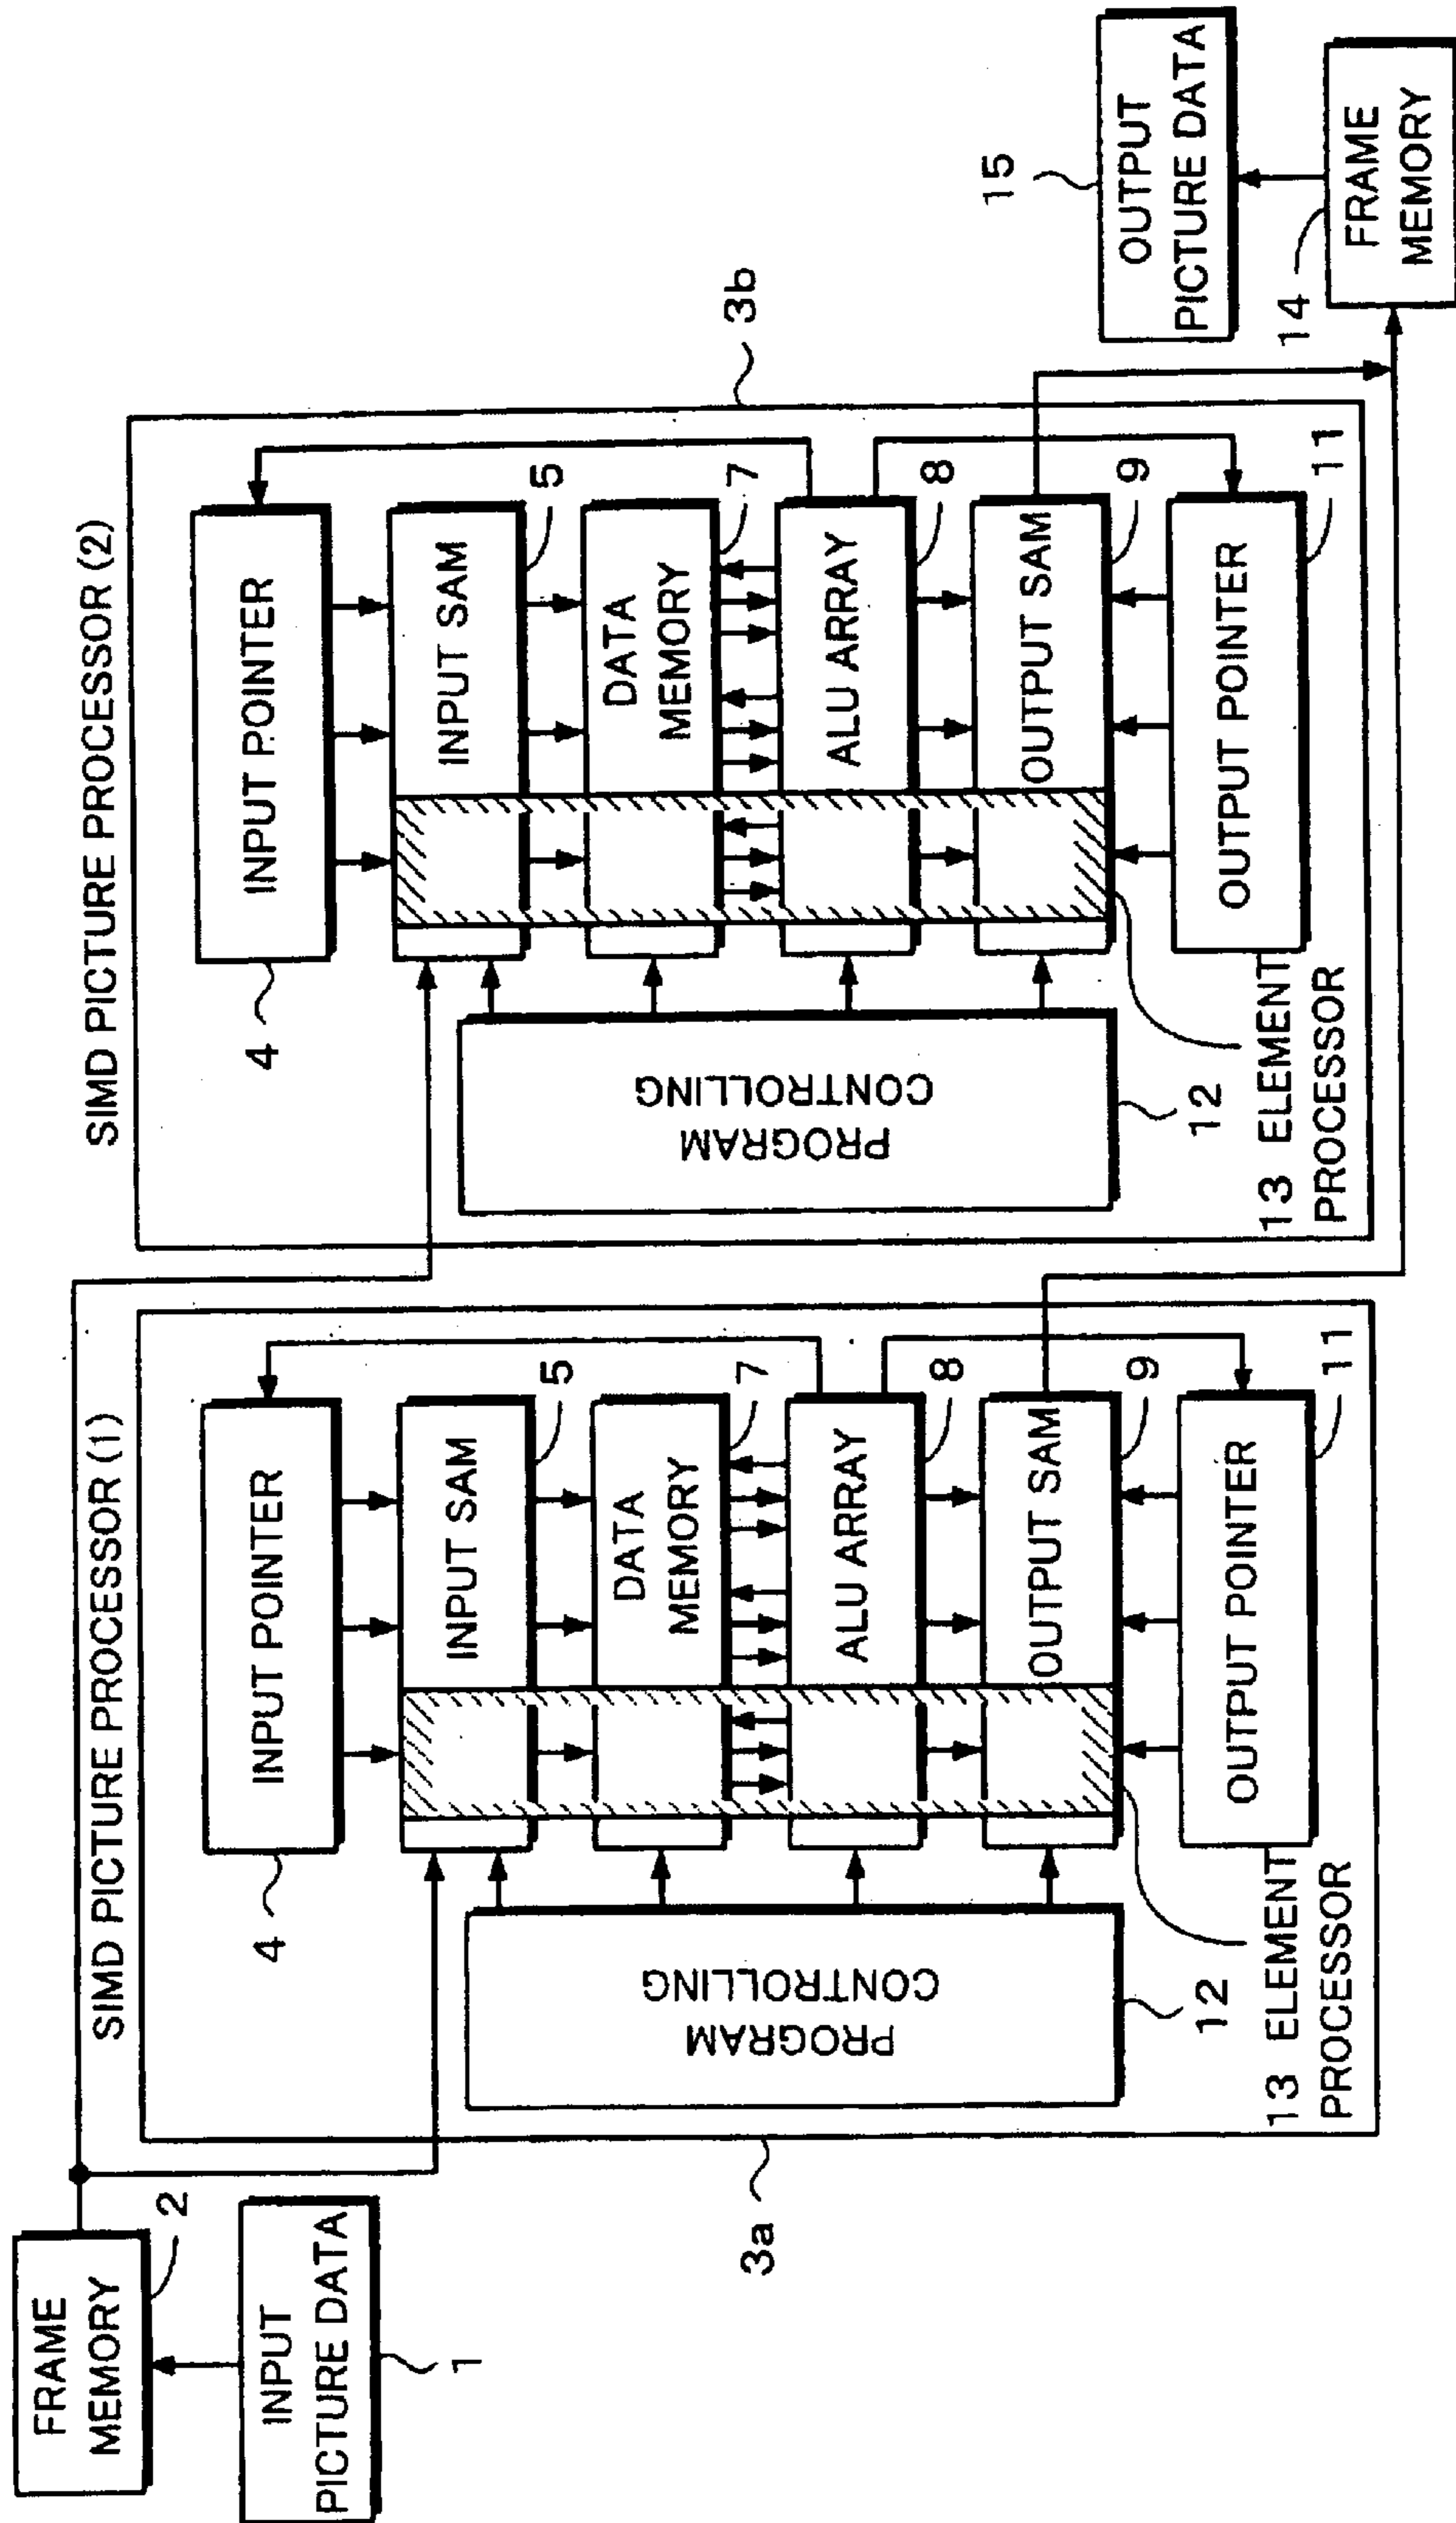 FRAME
MEMORY
2
INPUT
PICTURE DATA
1
SIMD PICTURE PROCESSOR (1)
3a
INPUT POINTER
4
INPUT SAM
5
DATA
MEMORY
7
ALU ARRAY
8
OUTPUT SAM
9
OUTPUT POINTER
11
PROGRAM
CONTROLLING
12
13 ELEMENT
PROCESSOR
SIMD PICTURE PROCESSOR (2)
3b
INPUT POINTER
4
INPUT SAM
5
DATA
MEMORY
7
ALU ARRAY
8
OUTPUT SAM
9
OUTPUT POINTER
11
PROGRAM
CONTROLLING
12
13 ELEMENT
PROCESSOR
15
OUTPUT
PICTURE DATA
14
FRAME
MEMORY